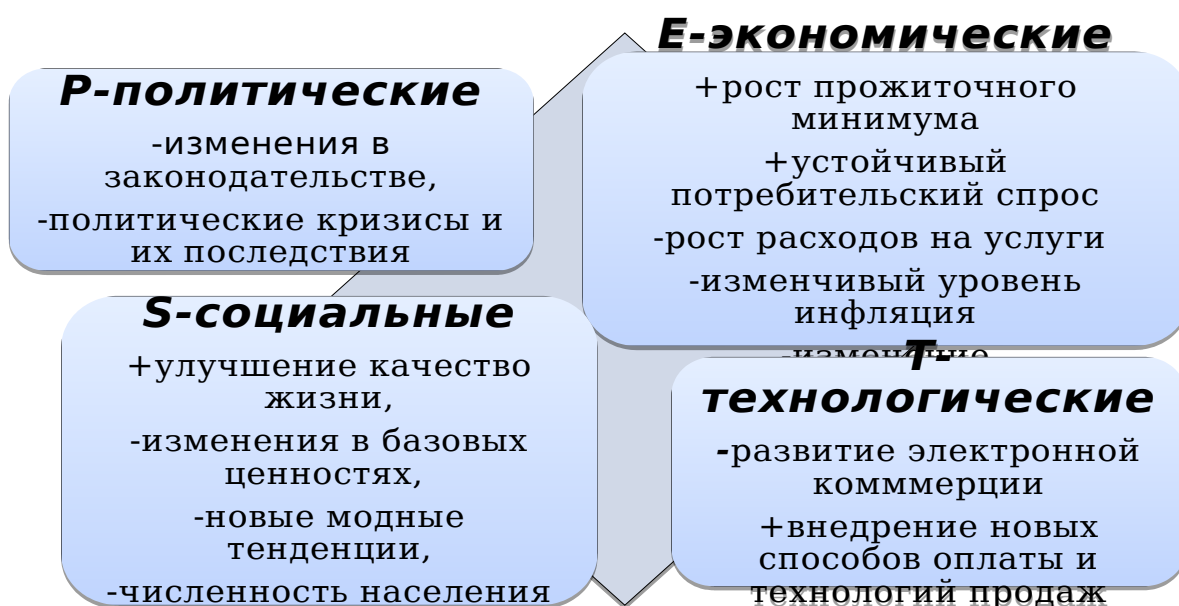 P-политические
-изменения в
законодательстве,
-политические кризисы и
их последствия
E-экономические
+рост прожиточного
минимума
+устойчивый
потребительский спрос
-рост расходов на услуги
-изменчивый уровень
инфляция
S-социальные
+улучшение качество
жизни,
-изменения в базовых
ценностях,
-новые модные
тенденции,
-численность населения
T-
технологические
-развитие электронной
комммерции
+внедрение новых
способов оплаты и
технологий продаж